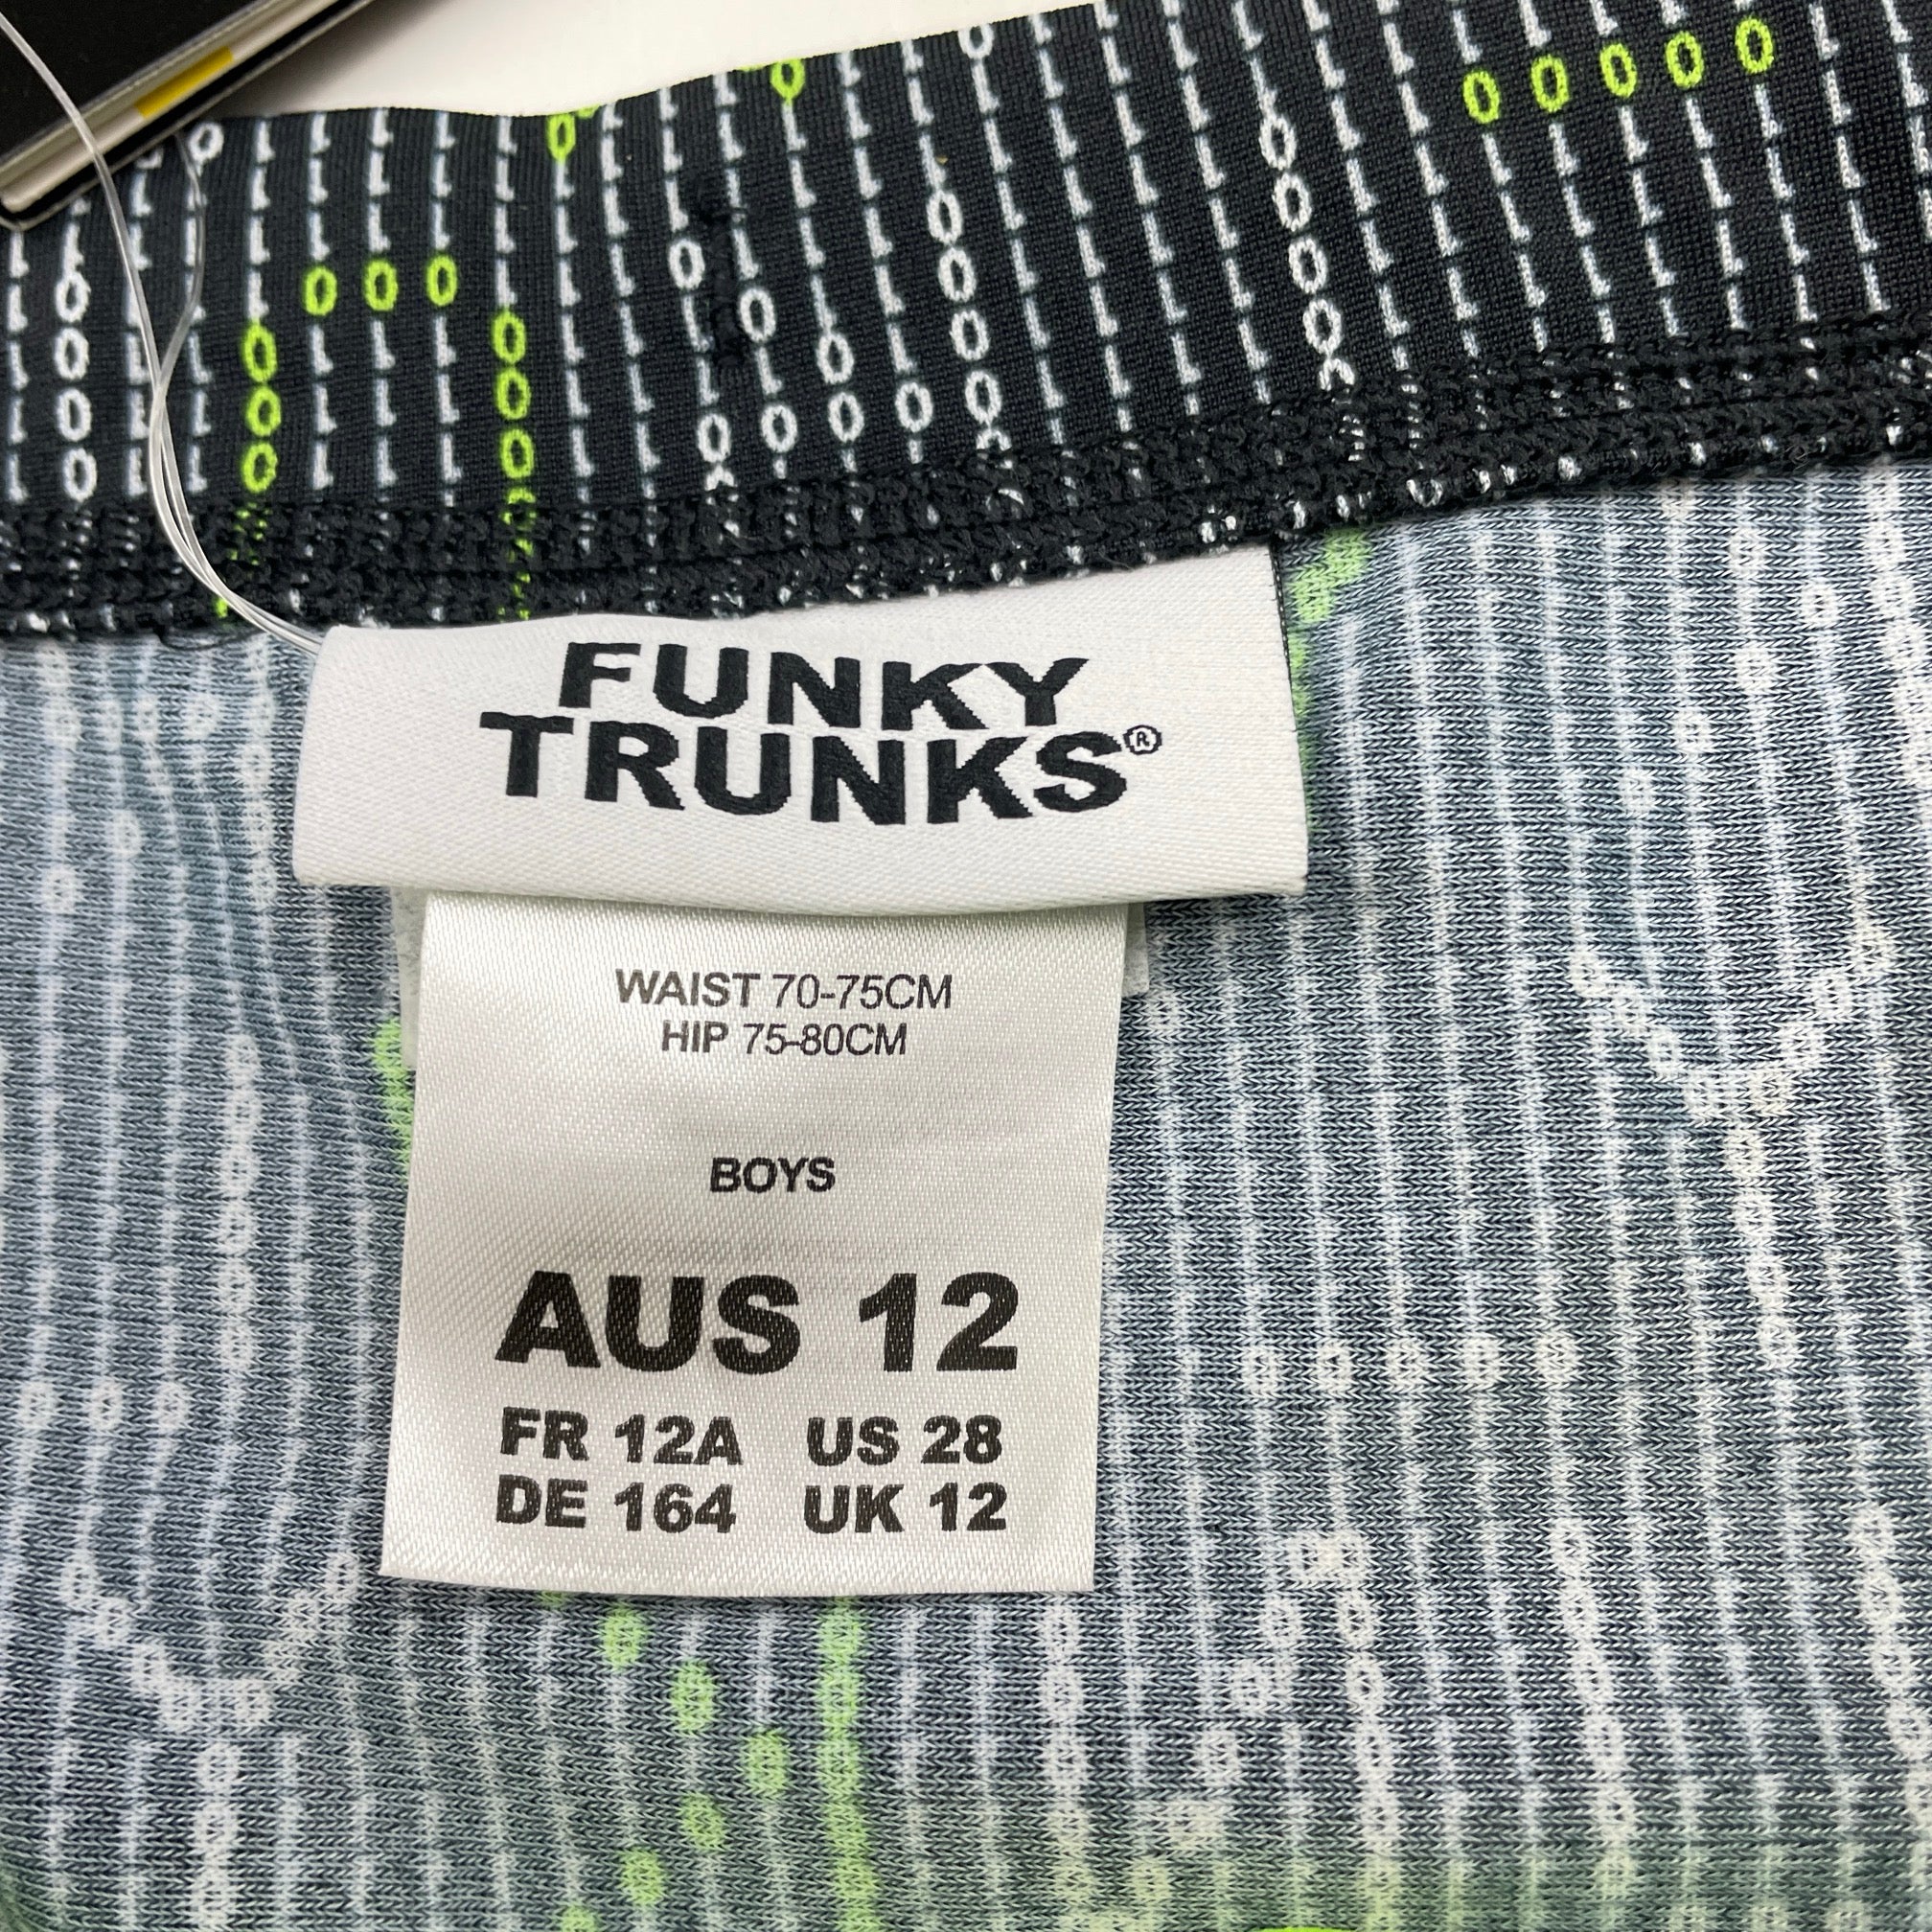 FUNKY
TRUNKS®
WAIST 70-75CM
HIP 75-80CM
BOYS
AUS 12
FR 12A US 28
DE 164 UK 12